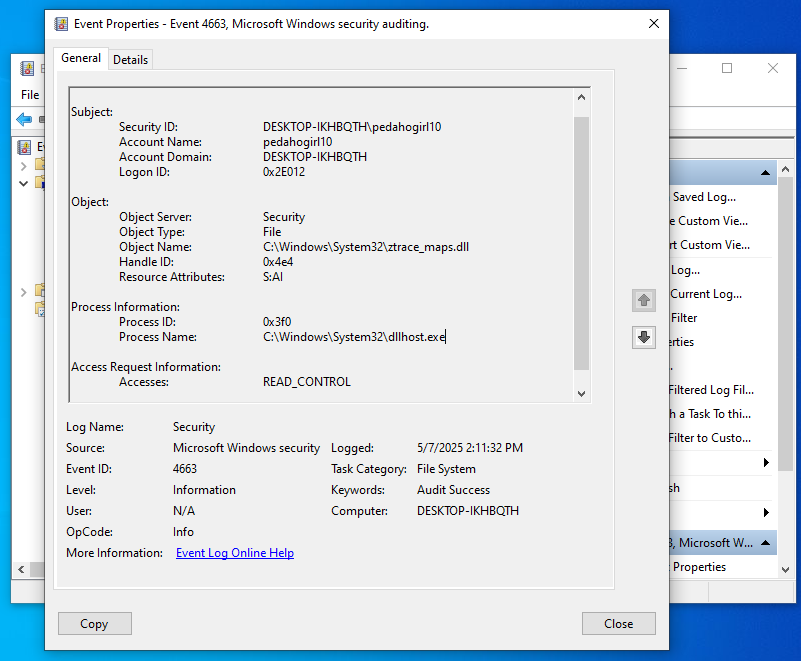 Event Properties - Event 4663, Microsoft Windows security auditing.
General Details
Subject:
Security ID: DESKTOP-IKHBQTH\pedahogirl10
Account Name: pedahogirl10
Account Domain: DESKTOP-IKHBQTH
Logon ID: 0x2E012
Object:
Object Server: Security
Object Type: File
Object Name: C:\Windows\System32\ztrace_maps.dll
Handle ID: 0x4e4
Resource Attributes: S:AI
Process Information:
Process ID: 0x3f0
Process Name: C:\Windows\System32\dllhost.exe
Access Request Information:
Accesses: READ_CONTROL
Log Name: Security
Source: Microsoft Windows security Logged: 5/7/2025 2:11:32 PM
Event ID: 4663 Task Category: File System
Level: Information Keywords: Audit Success
User: N/A Computer: DESKTOP-IKHBQTH
OpCode: Info
More Information: Event Log Online Help
Copy Close
File
Saved Log...
Custom Vie...
Custom Vie...
Log...
Current Log...
Filter
Filtered Log Fil...
a Task To thi...
Filter to Custo...
Microsoft W...
Properties